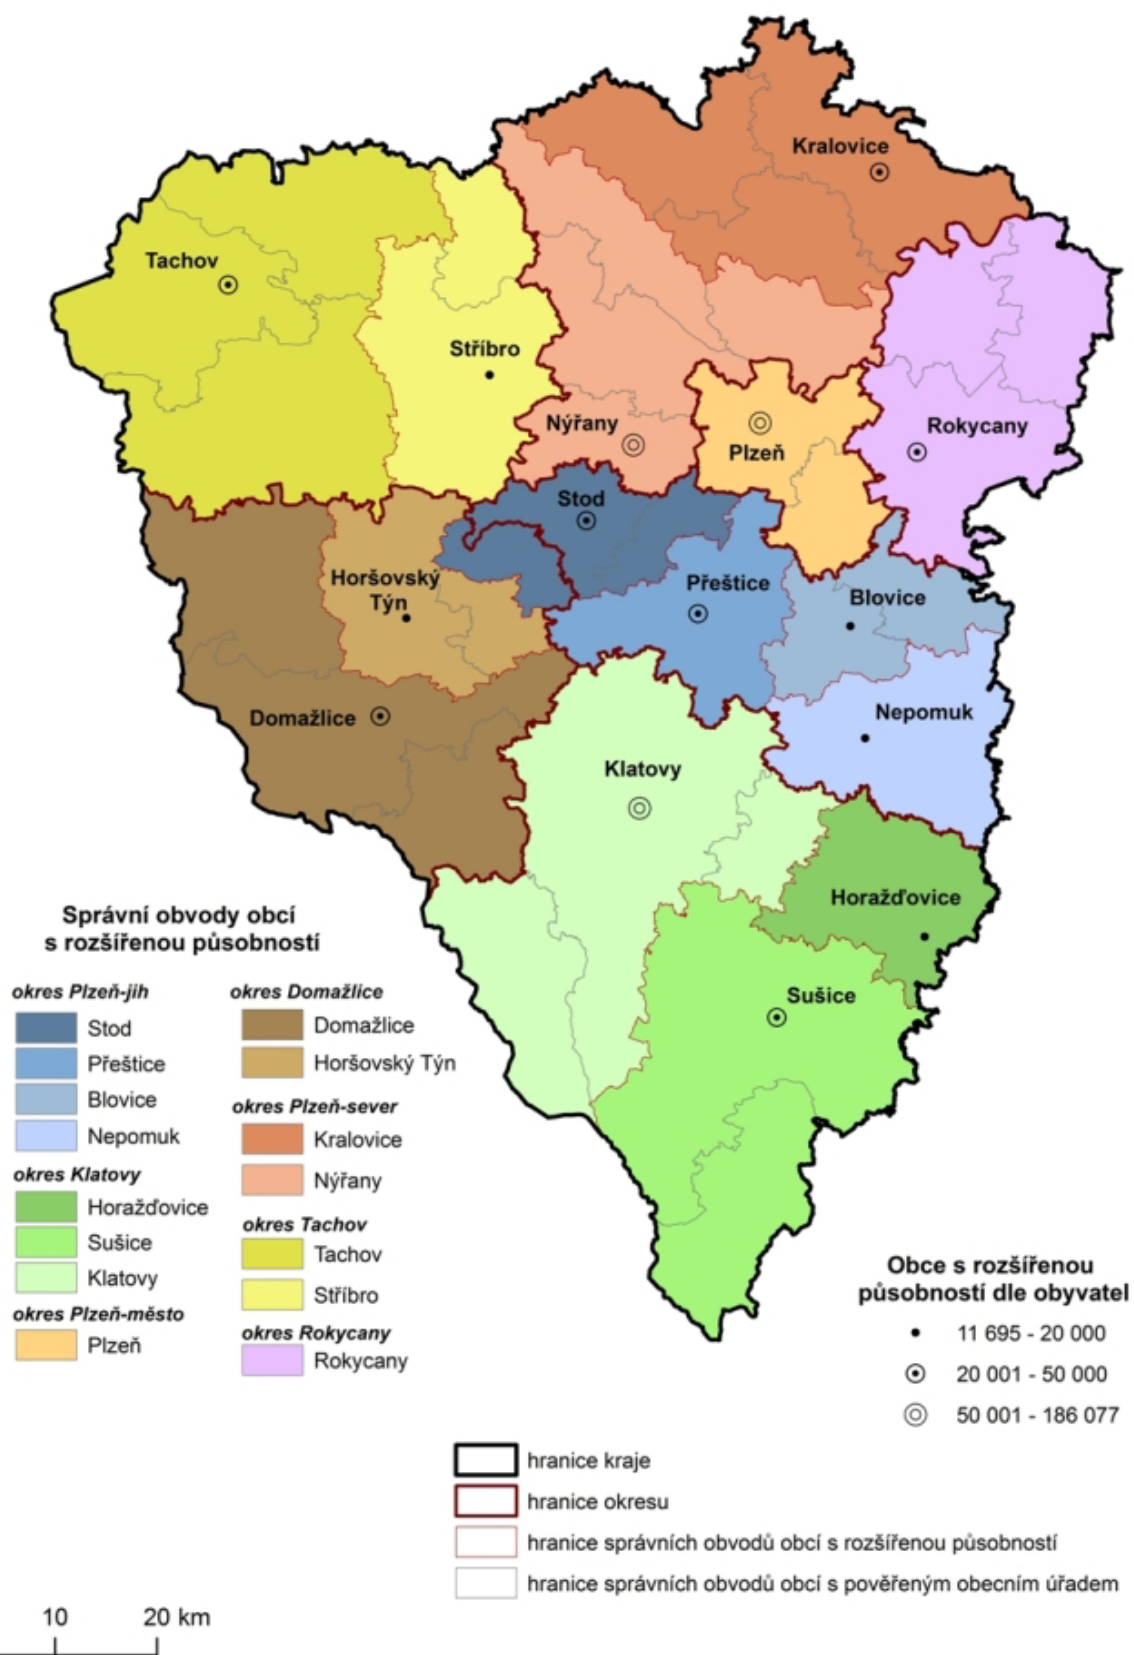 Kralovice
Tachov
Stříbro
Nýřany
Plzeň
Rokycany
Stod
Horšovský
Týn
Přeštice
Blovice
Domažlice
Nepomuk
Klatovy
Horažďovice
Sušice
Správní obvody obcí
s rozšířenou působností
okres Plzeň-jih
Stod
Přeštice
Blovice
Nepomuk
okres Klatovy
Horažďovice
Sušice
Klatovy
okres Plzeň-město
Plzeň
okres Domažlice
Domažlice
Horšovský Týn
okres Plzeň-sever
Kralovice
Nýřany
okres Tachov
Tachov
Stříbro
okres Rokycany
Rokycany
Obce s rozšířenou
působností dle obyvatel
11 695 - 20 000
20 001 - 50 000
50 001 - 186 077
hranice kraje
hranice okresu
hranice správních obvodů obcí s rozšířenou působností
hranice správních obvodů obcí s pověřeným obecním úřadem
10 20 km